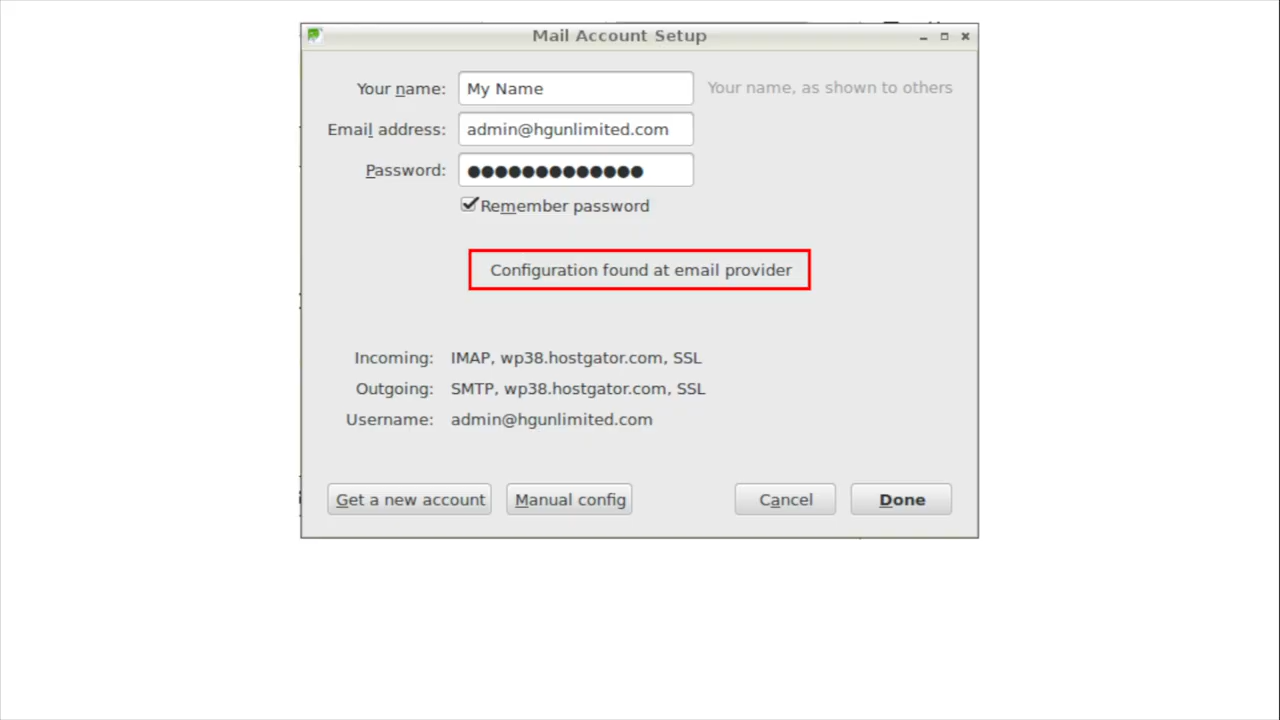 Mail Account Setup
Your name: My Name Your name, as shown to others
Email address: admin@hgunlimited.com
Password: ●●●●●●●●●●●●●
Remember password
Configuration found at email provider
Incoming: IMAP, wp38.hostgator.com, SSL
Outgoing: SMTP, wp38.hostgator.com, SSL
Username: admin@hgunlimited.com
Get a new account Manual config Cancel Done